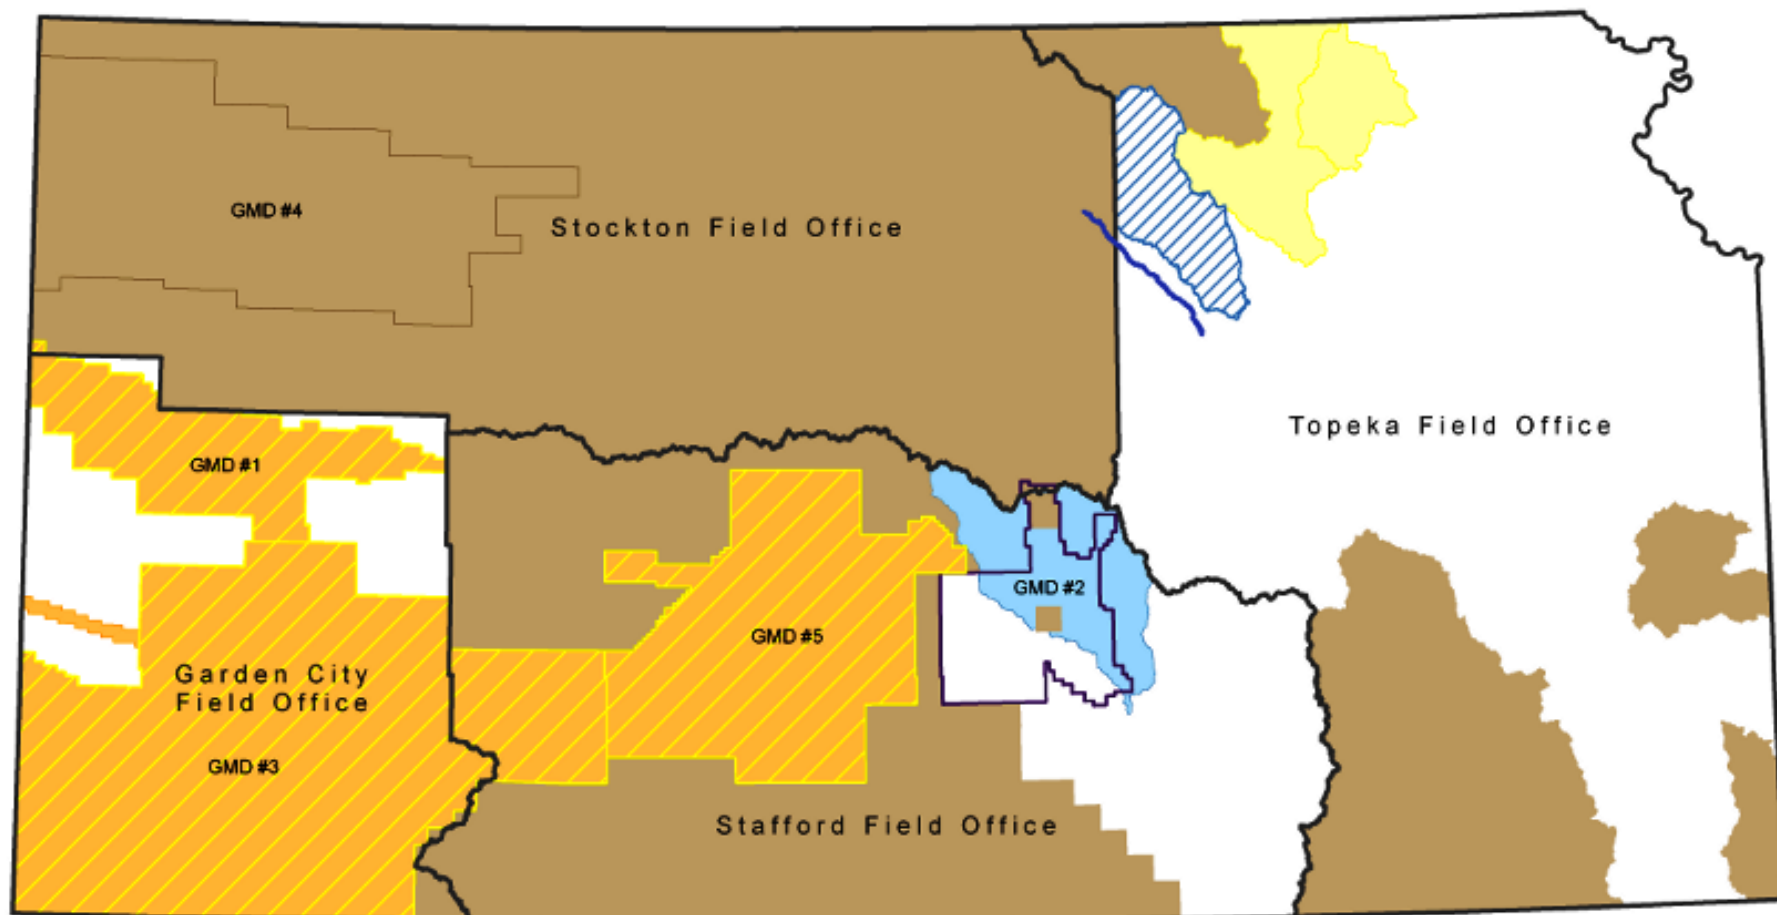 GMD #4
Stockton Field Office
Topeka Field Office
GMD #1
GMD #2
GMD #5
Garden City
Field Office
GMD #3
Stafford Field Office